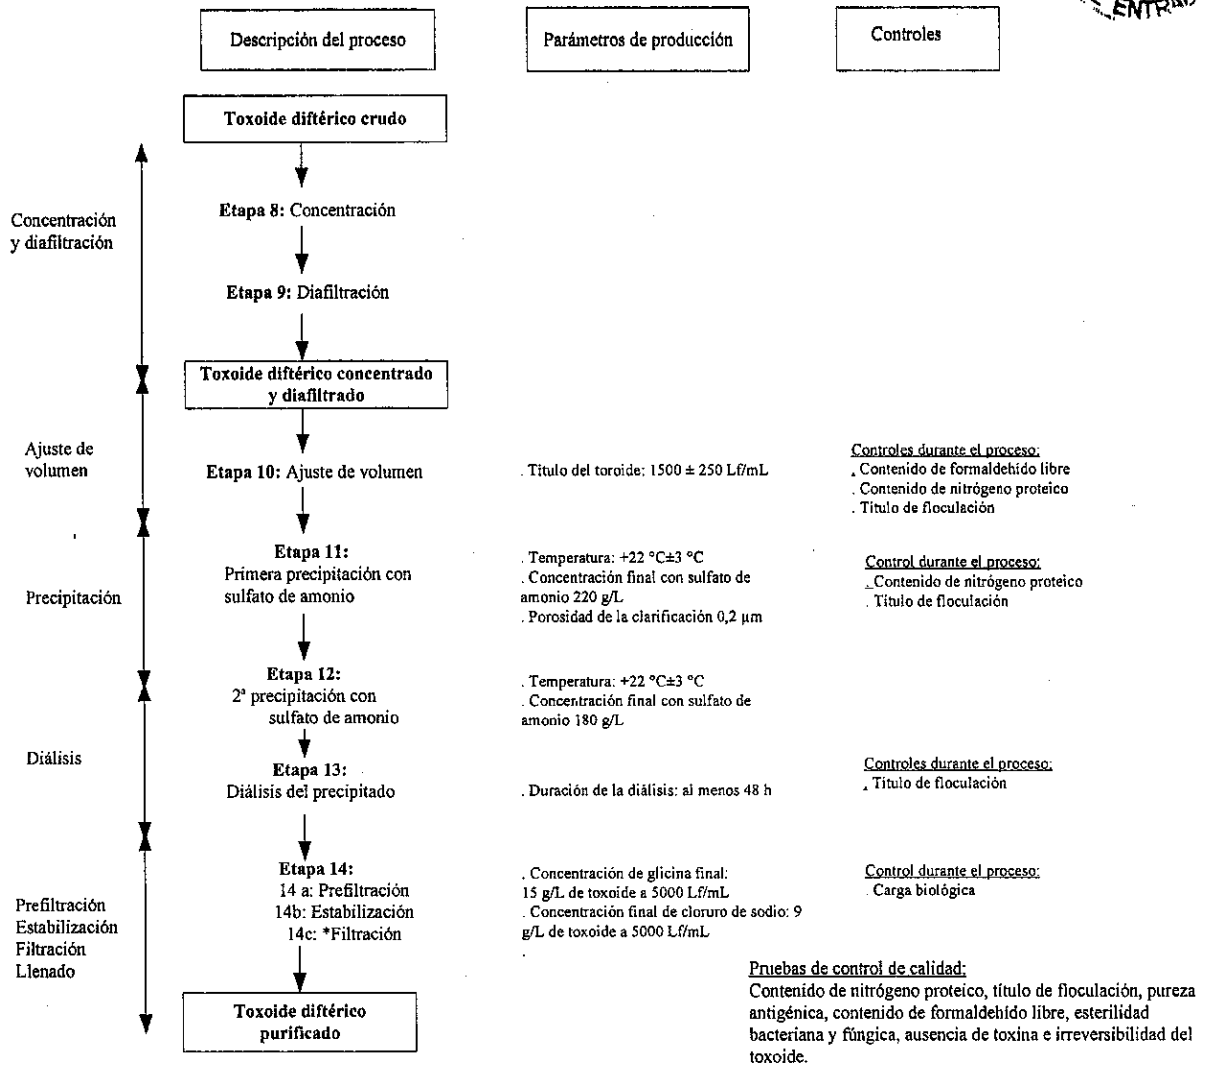 ENTRA
Descripción del proceso
Parámetros de producción
Controles
Toxoide diftérico crudo
Concentración
y diafiltración
Etapa 8: Concentración
Etapa 9: Diafiltración
Toxoide diftérico concentrado
y diafiltrado
Ajuste de
volumen
Etapa 10: Ajuste de volumen
. Titulo del toroide: 1500 ± 250 Lf/mL
Controles durante el proceso:
. Contenido de formaldehído libre
. Contenido de nitrógeno proteico
. Titulo de floculación
Precipitación
Etapa 11:
Primera precipitación con
sulfato de amonio
. Temperatura: +22 °C±3 °C
. Concentración final con sulfato de
amonio 220 g/L
. Porosidad de la clarificación 0,2 µm
Control durante el proceso:
. Contenido de nitrógeno proteico
. Título de floculación
Etapa 12:
2ª precipitación con
sulfato de amonio
. Temperatura: +22 °C±3 °C
. Concentración final con sulfato de
amonio 180 g/L
Diálisis
Etapa 13:
Diálisis del precipitado
. Duración de la diálisis: al menos 48 h
Controles durante el proceso:
. Titulo de floculación
Prefiltración
Estabilización
Filtración
Llenado
Etapa 14:
14 a: Prefiltración
14b: Estabilización
14c: *Filtración
. Concentración de glicina final:
15 g/L de toxoide a 5000 Lf/mL
. Concentración final de cloruro de sodio: 9
g/L de toxoide a 5000 Lf/mL
.
Control durante el proceso:
. Carga biológica
Toxoide diftérico
purificado
Pruebas de control de calidad:
Contenido de nitrógeno proteico, título de floculación, pureza
antigénica, contenido de formaldehído libre, esterilidad
bacteriana y fúngica, ausencia de toxina e irreversibilidad del
toxoide.